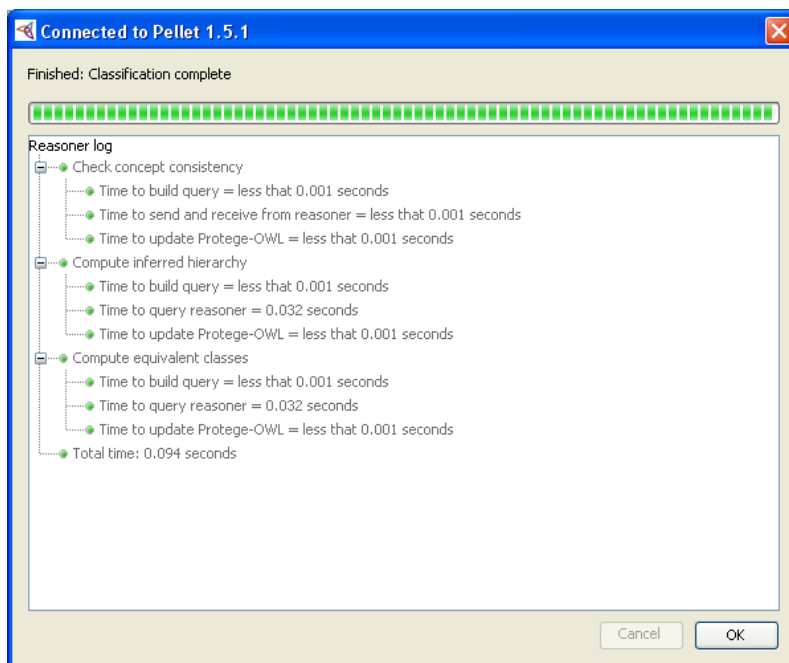 Connected to Pellet 1.5.1
Finished: Classification complete
Reasoner log
Check concept consistency
Time to build query = less that 0.001 seconds
Time to send and receive from reasoner = less that 0.001 seconds
Time to update Protege-OWL = less that 0.001 seconds
Compute inferred hierarchy
Time to build query = less that 0.001 seconds
Time to query reasoner = 0.032 seconds
Time to update Protege-OWL = less that 0.001 seconds
Compute equivalent classes
Time to build query = less that 0.001 seconds
Time to query reasoner = 0.032 seconds
Time to update Protege-OWL = less that 0.001 seconds
Total time: 0.094 seconds
Cancel OK